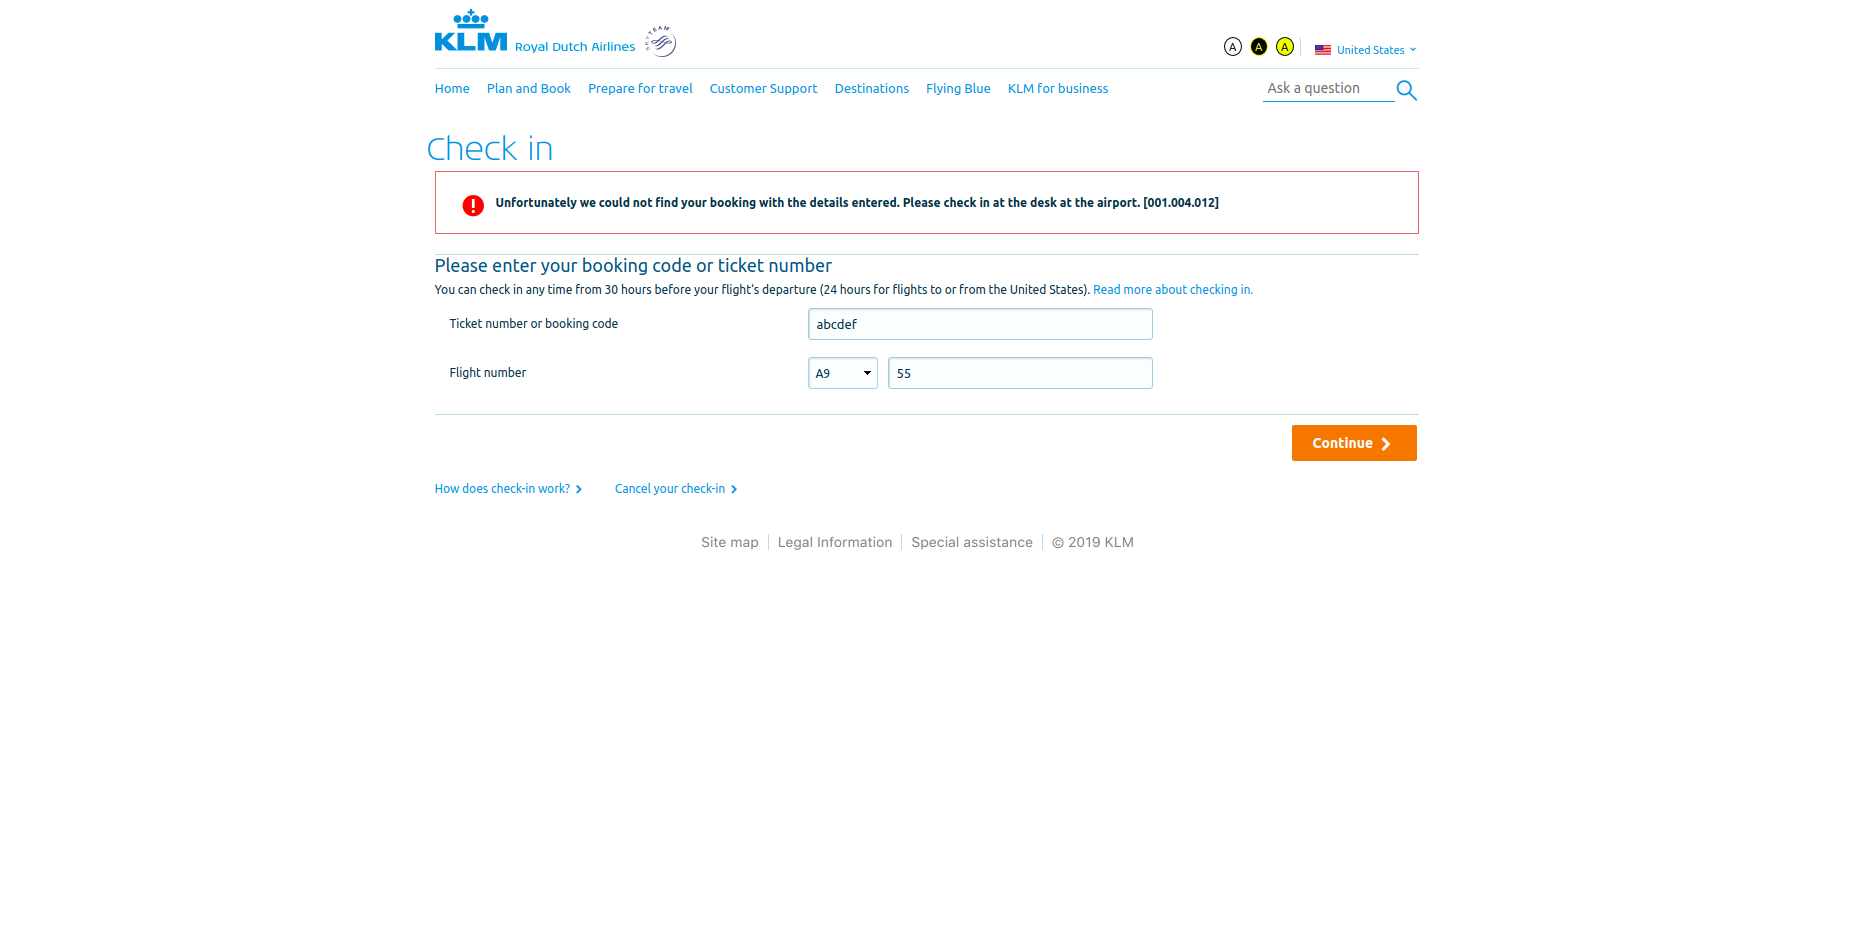 KLM Royal Dutch Airlines SKYTEAM
A A A United States
Home Plan and Book Prepare for travel Customer Support Destinations Flying Blue KLM for business Ask a question
Check in
Unfortunately we could not find your booking with the details entered. Please check in at the desk at the airport. [001.004.012]
Please enter your booking code or ticket number
You can check in any time from 30 hours before your flight's departure (24 hours for flights to or from the United States). Read more about checking in.
Ticket number or booking code abcdef
Flight number A9 55
Continue
How does check-in work? Cancel your check-in
Site map Legal Information Special assistance © 2019 KLM